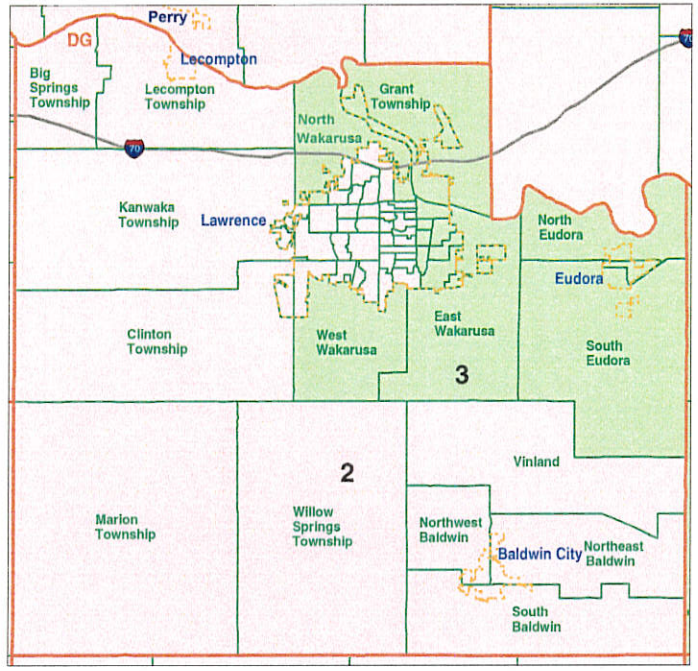 Perry
DG
Lecompton
Big
Springs
Township
Lecompton
Township
Grant
Township
North
Wakarusa
70
70
Kanwaka
Township
Lawrence
North
Eudora
Eudora
Clinton
Township
West
Wakarusa
East
Wakarusa
South
Eudora
3
2
Vinland
Marion
Township
Willow
Springs
Township
Northwest
Baldwin
Baldwin City
Northeast
Baldwin
South
Baldwin